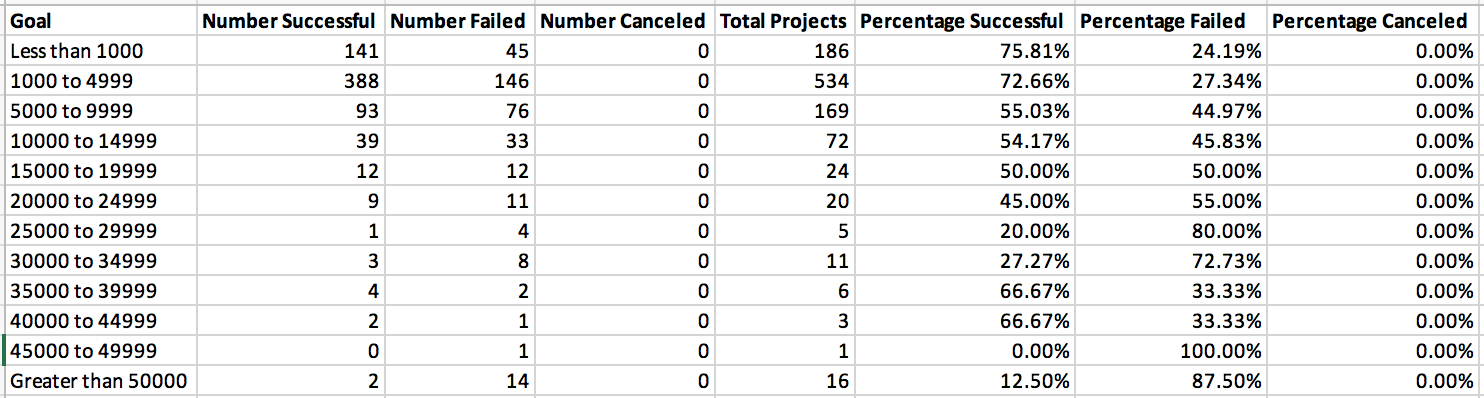 Goal Number Successful Number Failed Number Canceled Total Projects Percentage Successful Percentage Failed Percentage Canceled
Less than 1000 141 45 0 186 75.81% 24.19% 0.00%
1000 to 4999 388 146 0 534 72.66% 27.34% 0.00%
5000 to 9999 93 76 0 169 55.03% 44.97% 0.00%
10000 to 14999 39 33 0 72 54.17% 45.83% 0.00%
15000 to 19999 12 12 0 24 50.00% 50.00% 0.00%
20000 to 24999 9 11 0 20 45.00% 55.00% 0.00%
25000 to 29999 1 4 0 5 20.00% 80.00% 0.00%
30000 to 34999 3 8 0 11 27.27% 72.73% 0.00%
35000 to 39999 4 2 0 6 66.67% 33.33% 0.00%
40000 to 44999 2 1 0 3 66.67% 33.33% 0.00%
45000 to 49999 0 1 0 1 0.00% 100.00% 0.00%
Greater than 50000 2 14 0 16 12.50% 87.50% 0.00%